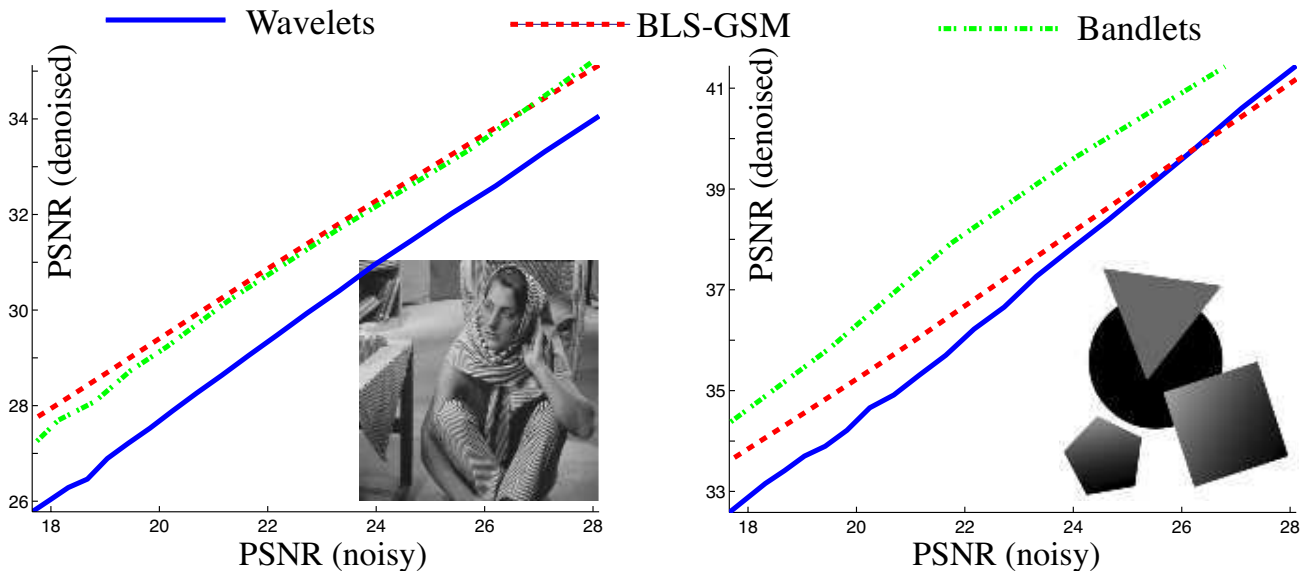 Wavelets BLS-GSM Bandlets
PSNR (denoised)
34
32
30
28
26
18 20 22 24 26 28
PSNR (noisy)
PSNR (denoised)
41
39
37
35
33
18 20 22 24 26 28
PSNR (noisy)